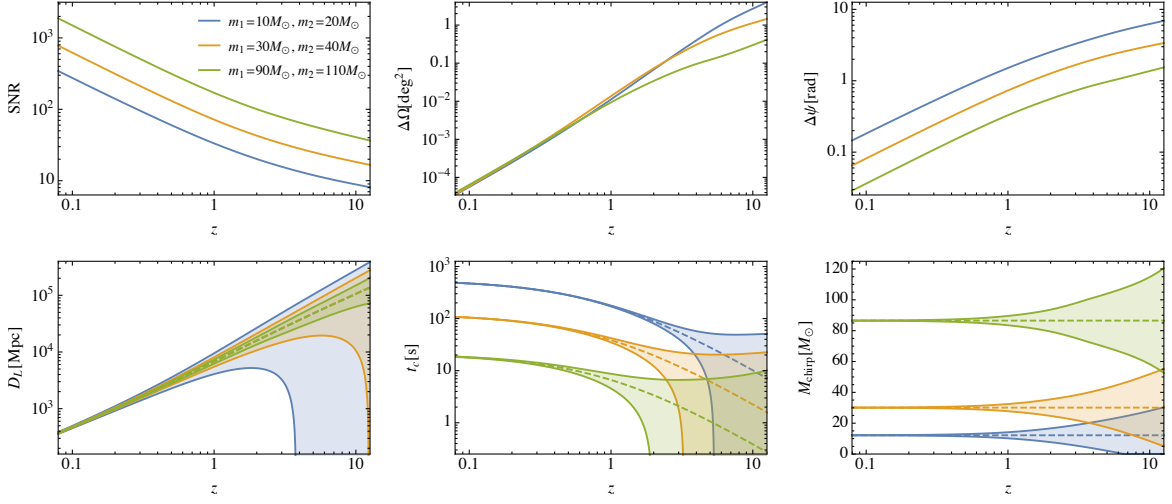 10³
10²
10
SNR
0.1
1
10
z
m₁=10M⊙, m₂=20M⊙
m₁=30M⊙, m₂=40M⊙
m₁=90M⊙, m₂=110M⊙
1
0.1
10⁻²
10⁻³
10⁻⁴
ΔΩ[deg²]
0.1
1
10
z
10
1
0.1
Δψ[rad]
0.1
1
10
z
10⁵
10⁴
10³
D_L[Mpc]
0.1
1
10
z
10³
10²
10
1
t_c[s]
0.1
1
10
z
120
100
80
60
40
20
0
M_chirp[M⊙]
0.1
1
10
z